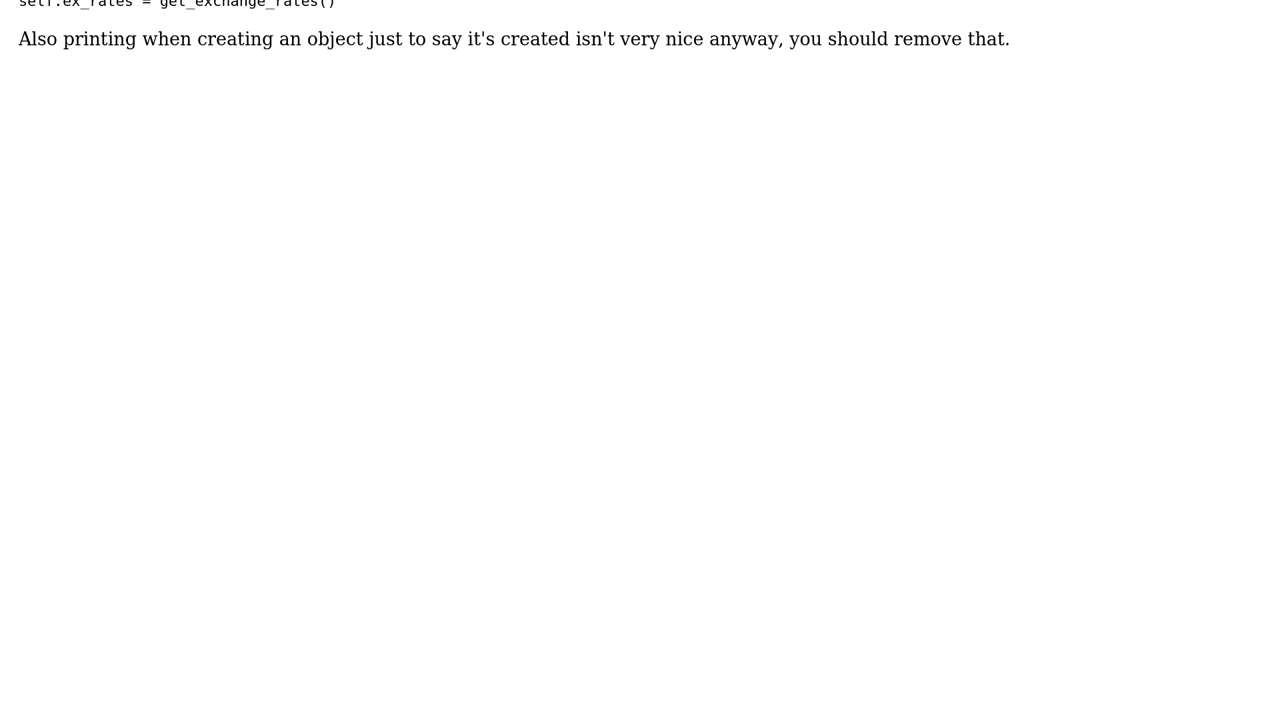 self.ex_rates = get_exchange_rates()
Also printing when creating an object just to say it's created isn't very nice anyway, you should remove that.